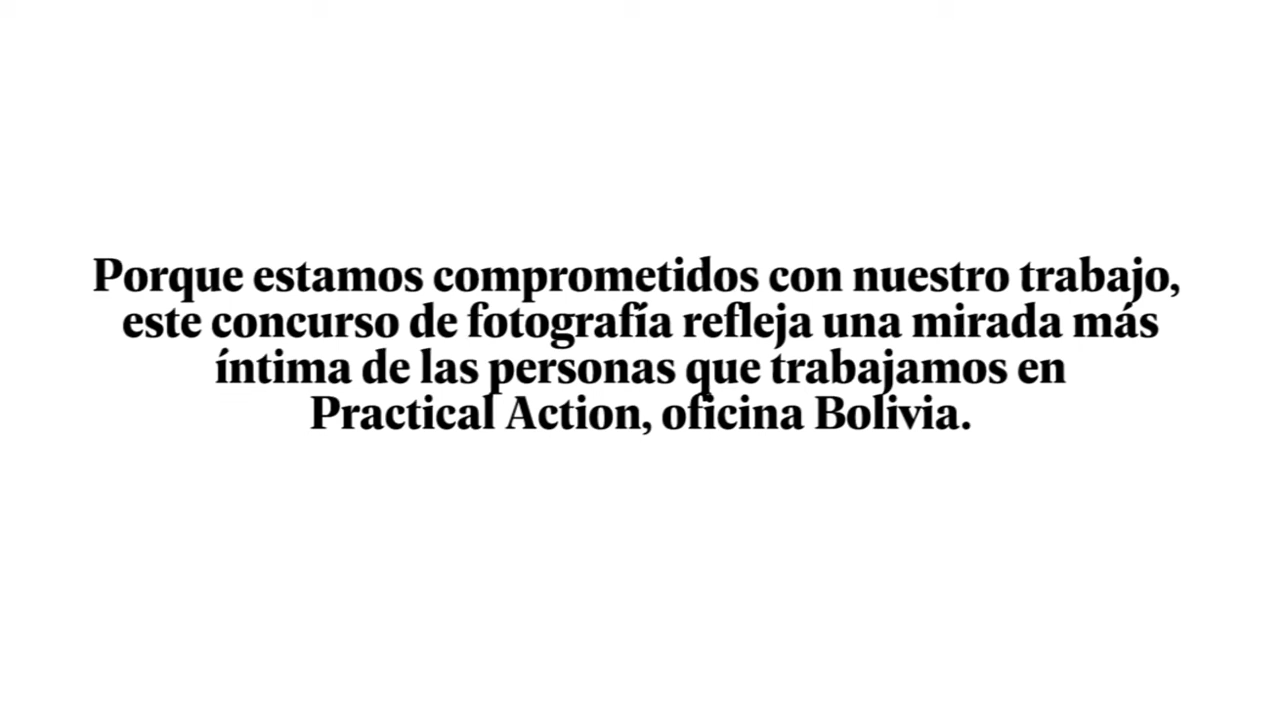 Porque estamos comprometidos con nuestro trabajo,
este concurso de fotografía refleja una mirada más
íntima de las personas que trabajamos en
Practical Action, oficina Bolivia.